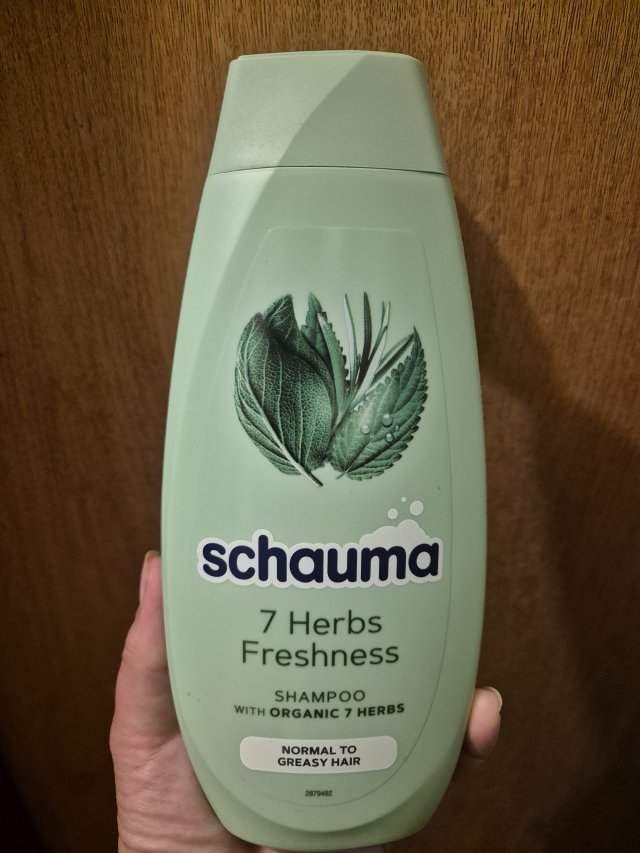 schauma
7 Herbs
Freshness
SHAMPOO
WITH ORGANIC 7 HERBS
NORMAL TO
GREASY HAIR
2879492